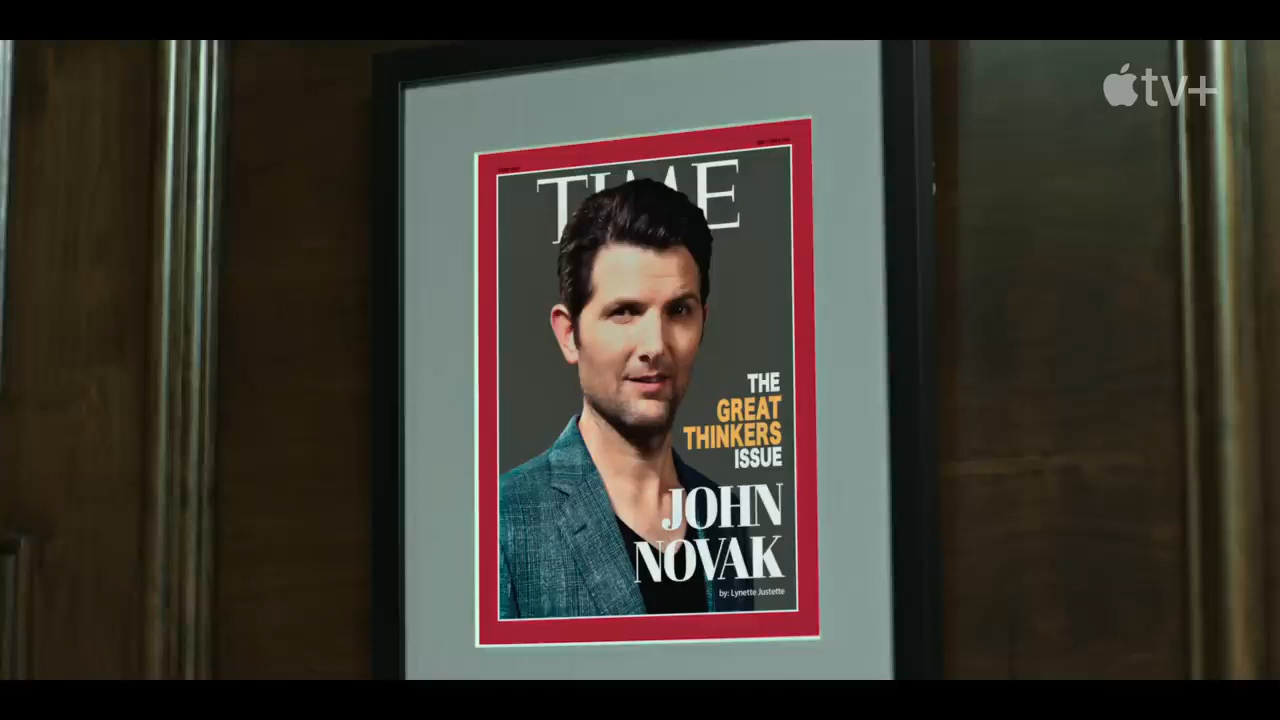 tv+
TIME
THE
GREAT
THINKERS
ISSUE
JOHN
NOVAK
by: Lynette Justette